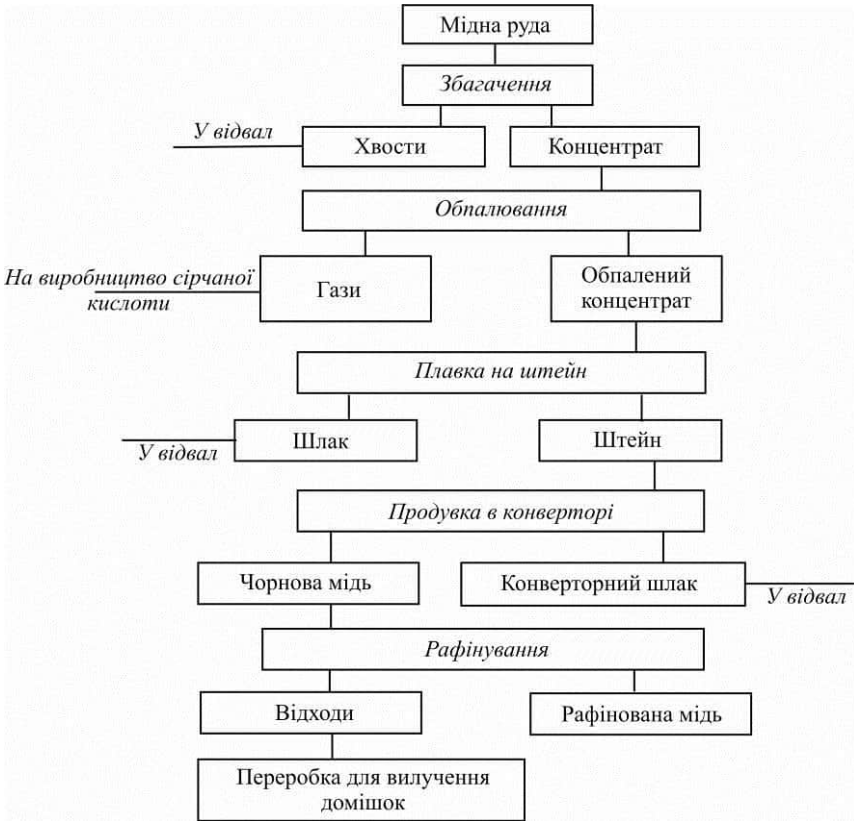 Мідна руда
Збагачення
У відвал
Хвости
Концентрат
Обпалювання
На виробництво сірчаної
кислоти
Гази
Обпалений
концентрат
Плавка на штейн
У відвал
Шлак
Штейн
Продувка в конверторі
Чорнова мідь
Конверторний шлак
У відвал
Рафінування
Відходи
Рафінована мідь
Переробка для вилучення
домішок